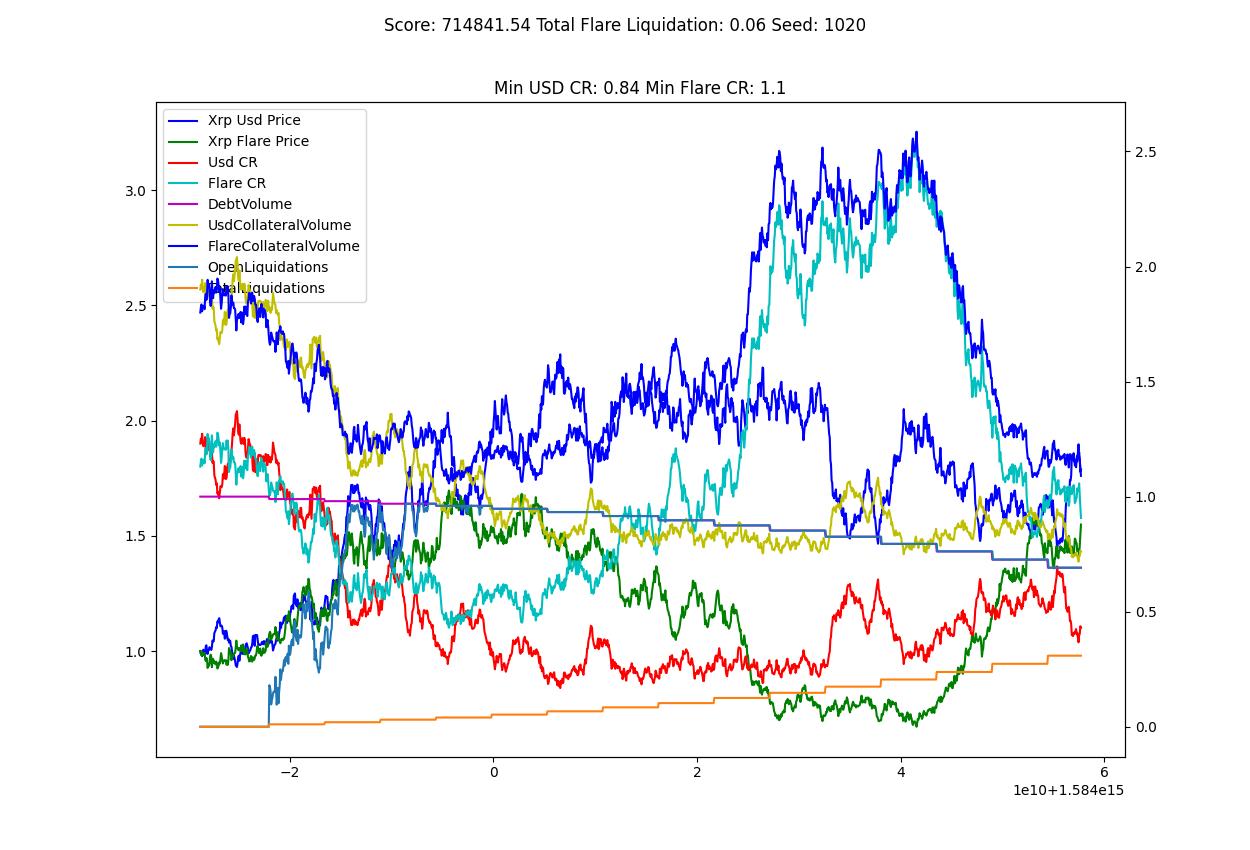 Score: 714841.54 Total Flare Liquidation: 0.06 Seed: 1020
Min USD CR: 0.84 Min Flare CR: 1.1
Xrp Usd Price
Xrp Flare Price
Usd CR
Flare CR
DebtVolume
UsdCollateralVolume
FlareCollateralVolume
OpenLiquidations
TotalLiquidations
3.0
2.5
2.0
1.5
1.0
2.5
2.0
1.5
1.0
0.5
0.0
−2
0
2
4
6
1e10+1.584e15